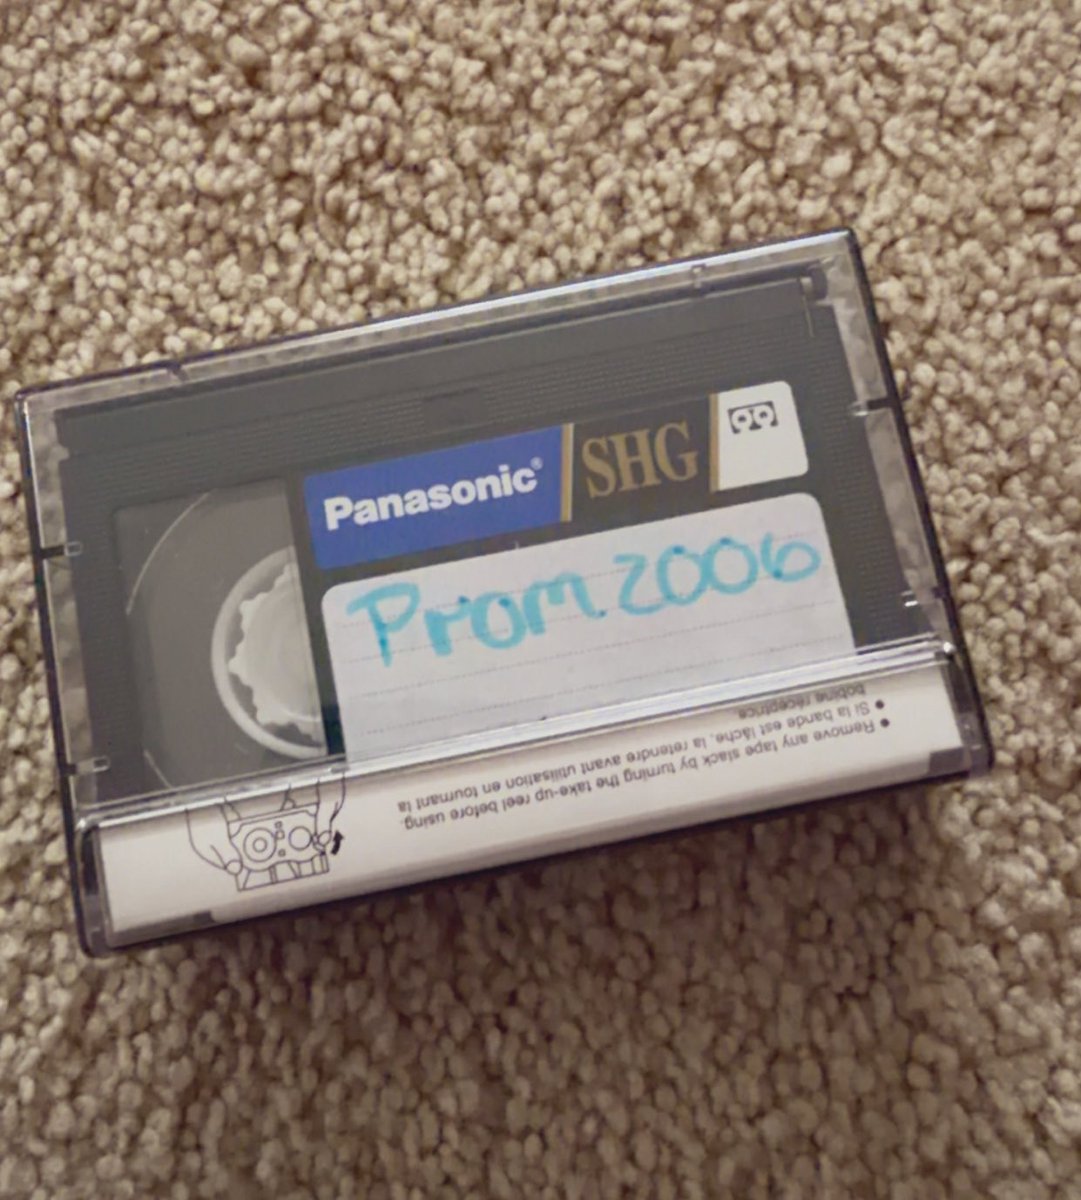 Panasonic®
SHG
Prom 2006
● Remove any tape slack by turning the take-up reel before using.
● Si la bande est lâche, la retendre avant utilisation en tournant la
bobine réceptrice